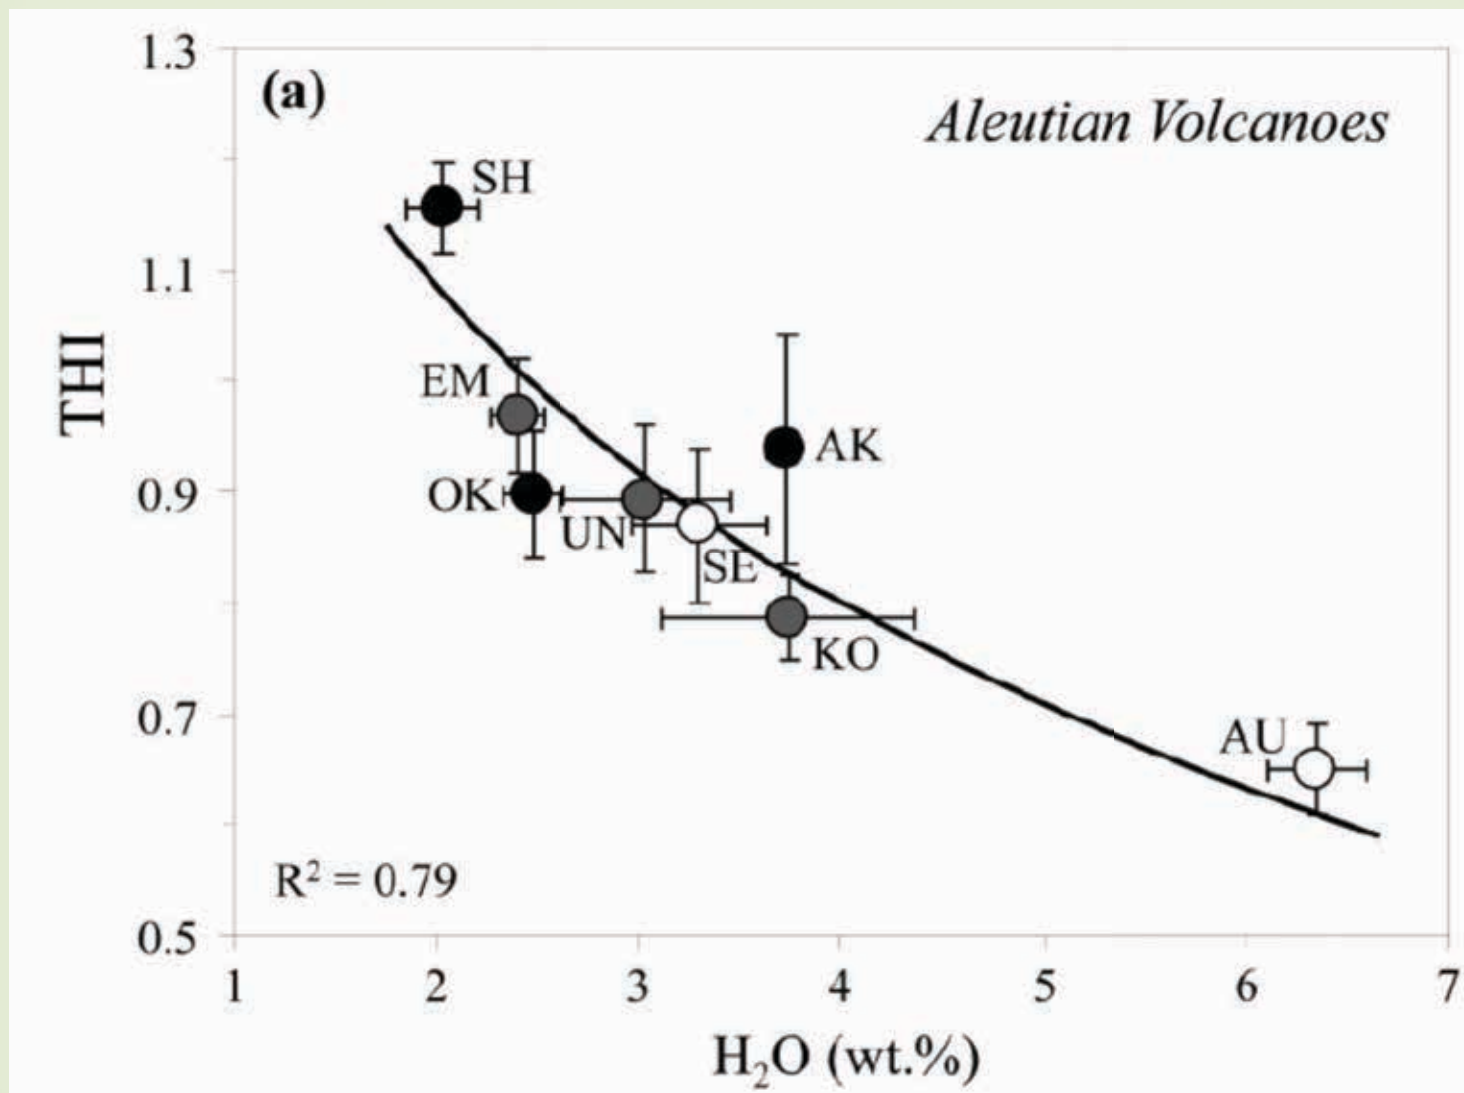 1.3
(a)
Aleutian Volcanoes
SH
1.1
THI
EM
AK
0.9
OK
UN
SE
KO
0.7
AU
R² = 0.79
0.5
1 2 3 4 5 6 7
H₂O (wt.%)